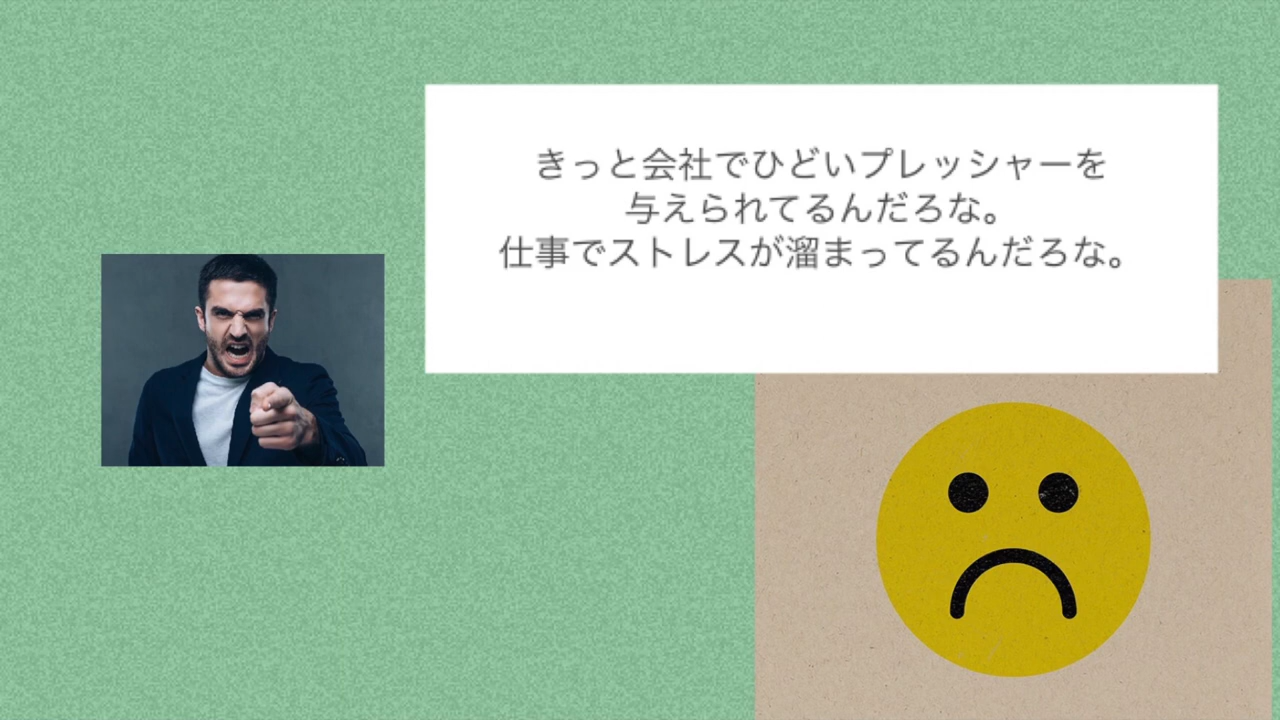 きっと会社でひどいプレッシャーを
与えられてるんだろな。
仕事でストレスが溜まってるんだろな。